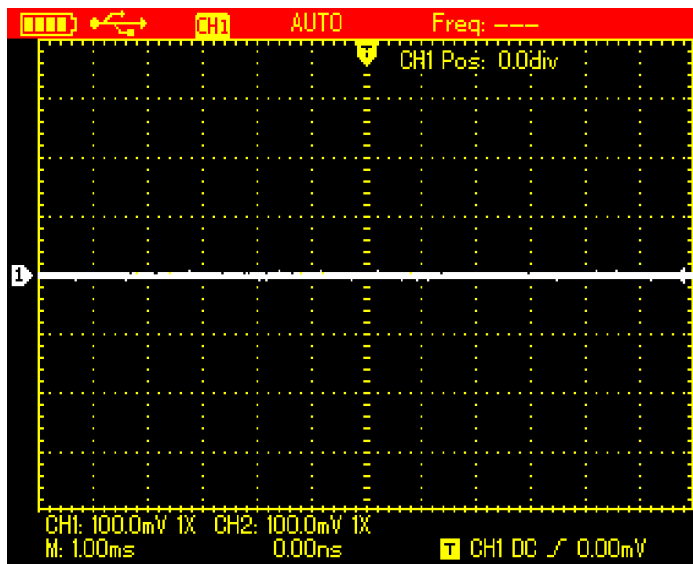 CH1 AUTO Freq: ---
T
CH1 Pos: 0.0div
1
CH1: 100.0mV 1X CH2: 100.0mV 1X
M: 1.00ms 0.00ns T CH1 DC 0.00mV